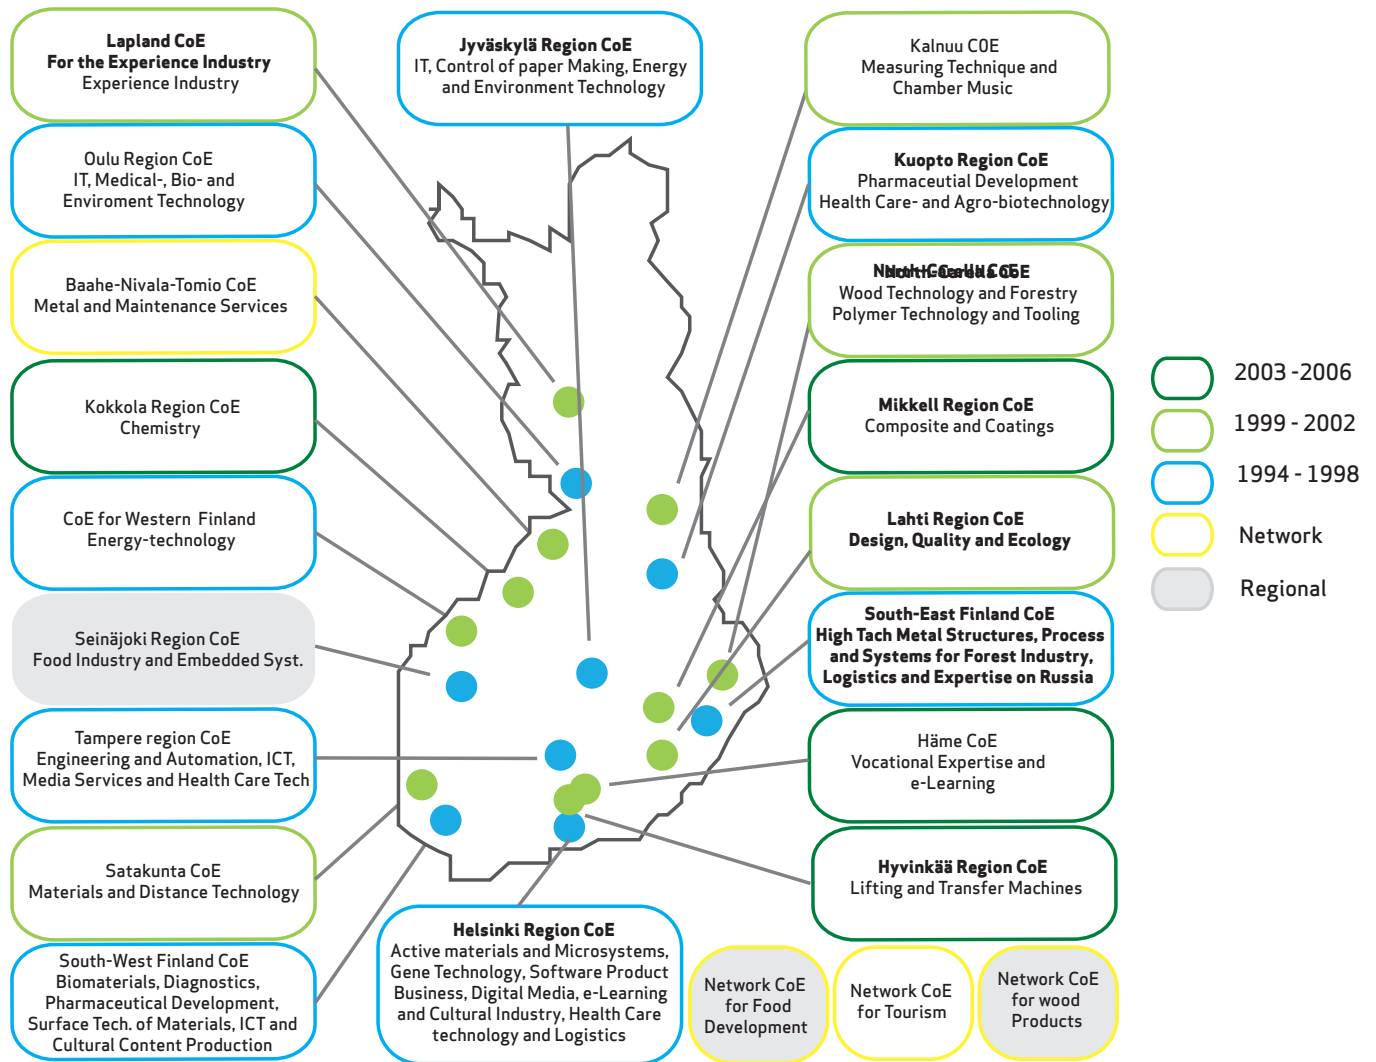 Lapland CoE
For the Experience Industry
Experience Industry
Oulu Region CoE
IT, Medical-, Bio- and
Enviroment Technology
Baahe-Nivala-Tomio CoE
Metal and Maintenance Services
Kokkola Region CoE
Chemistry
CoE for Western Finland
Energy-technology
Seinäjoki Region CoE
Food Industry and Embedded Syst.
Tampere region CoE
Engineering and Automation, ICT,
Media Services and Health Care Tech
Satakunta CoE
Materials and Distance Technology
South-West Finland CoE
Biomaterials, Diagnostics,
Pharmaceutical Development,
Surface Tech. of Materials, ICT and
Cultural Content Production
Jyväskylä Region CoE
IT, Control of paper Making, Energy
and Environment Technology
Helsinki Region CoE
Active materials and Microsystems,
Gene Technology, Software Product
Business, Digital Media, e-Learning
and Cultural Industry, Health Care
technology and Logistics
Kalnuu COE
Measuring Technique and
Chamber Music
Kuopto Region CoE
Pharmaceutial Development
Health Care- and Agro-biotechnology
Wood Technology and Forestry
Polymer Technology and Tooling
Mikkell Region CoE
Composite and Coatings
Lahti Region CoE
Design, Quality and Ecology
South-East Finland CoE
High Tach Metal Structures, Process
and Systems for Forest Industry,
Logistics and Expertise on Russia
Häme CoE
Vocational Expertise and
e-Learning
Hyvinkää Region CoE
Lifting and Transfer Machines
Network CoE
for Food
Development
Network CoE
for Tourism
Network CoE
for wood
Products
2003 -2006
1999 - 2002
1994 - 1998
Network
Regional